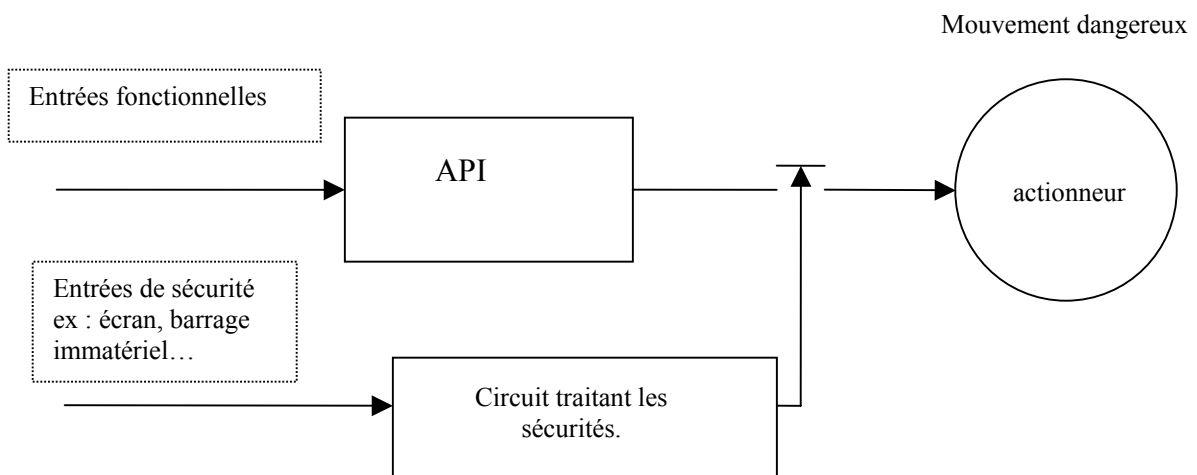 Mouvement dangereux
Entrées fonctionnelles
API
actionneur
Entrées de sécurité
ex : écran, barrage
immatériel…
Circuit traitant les
sécurités.